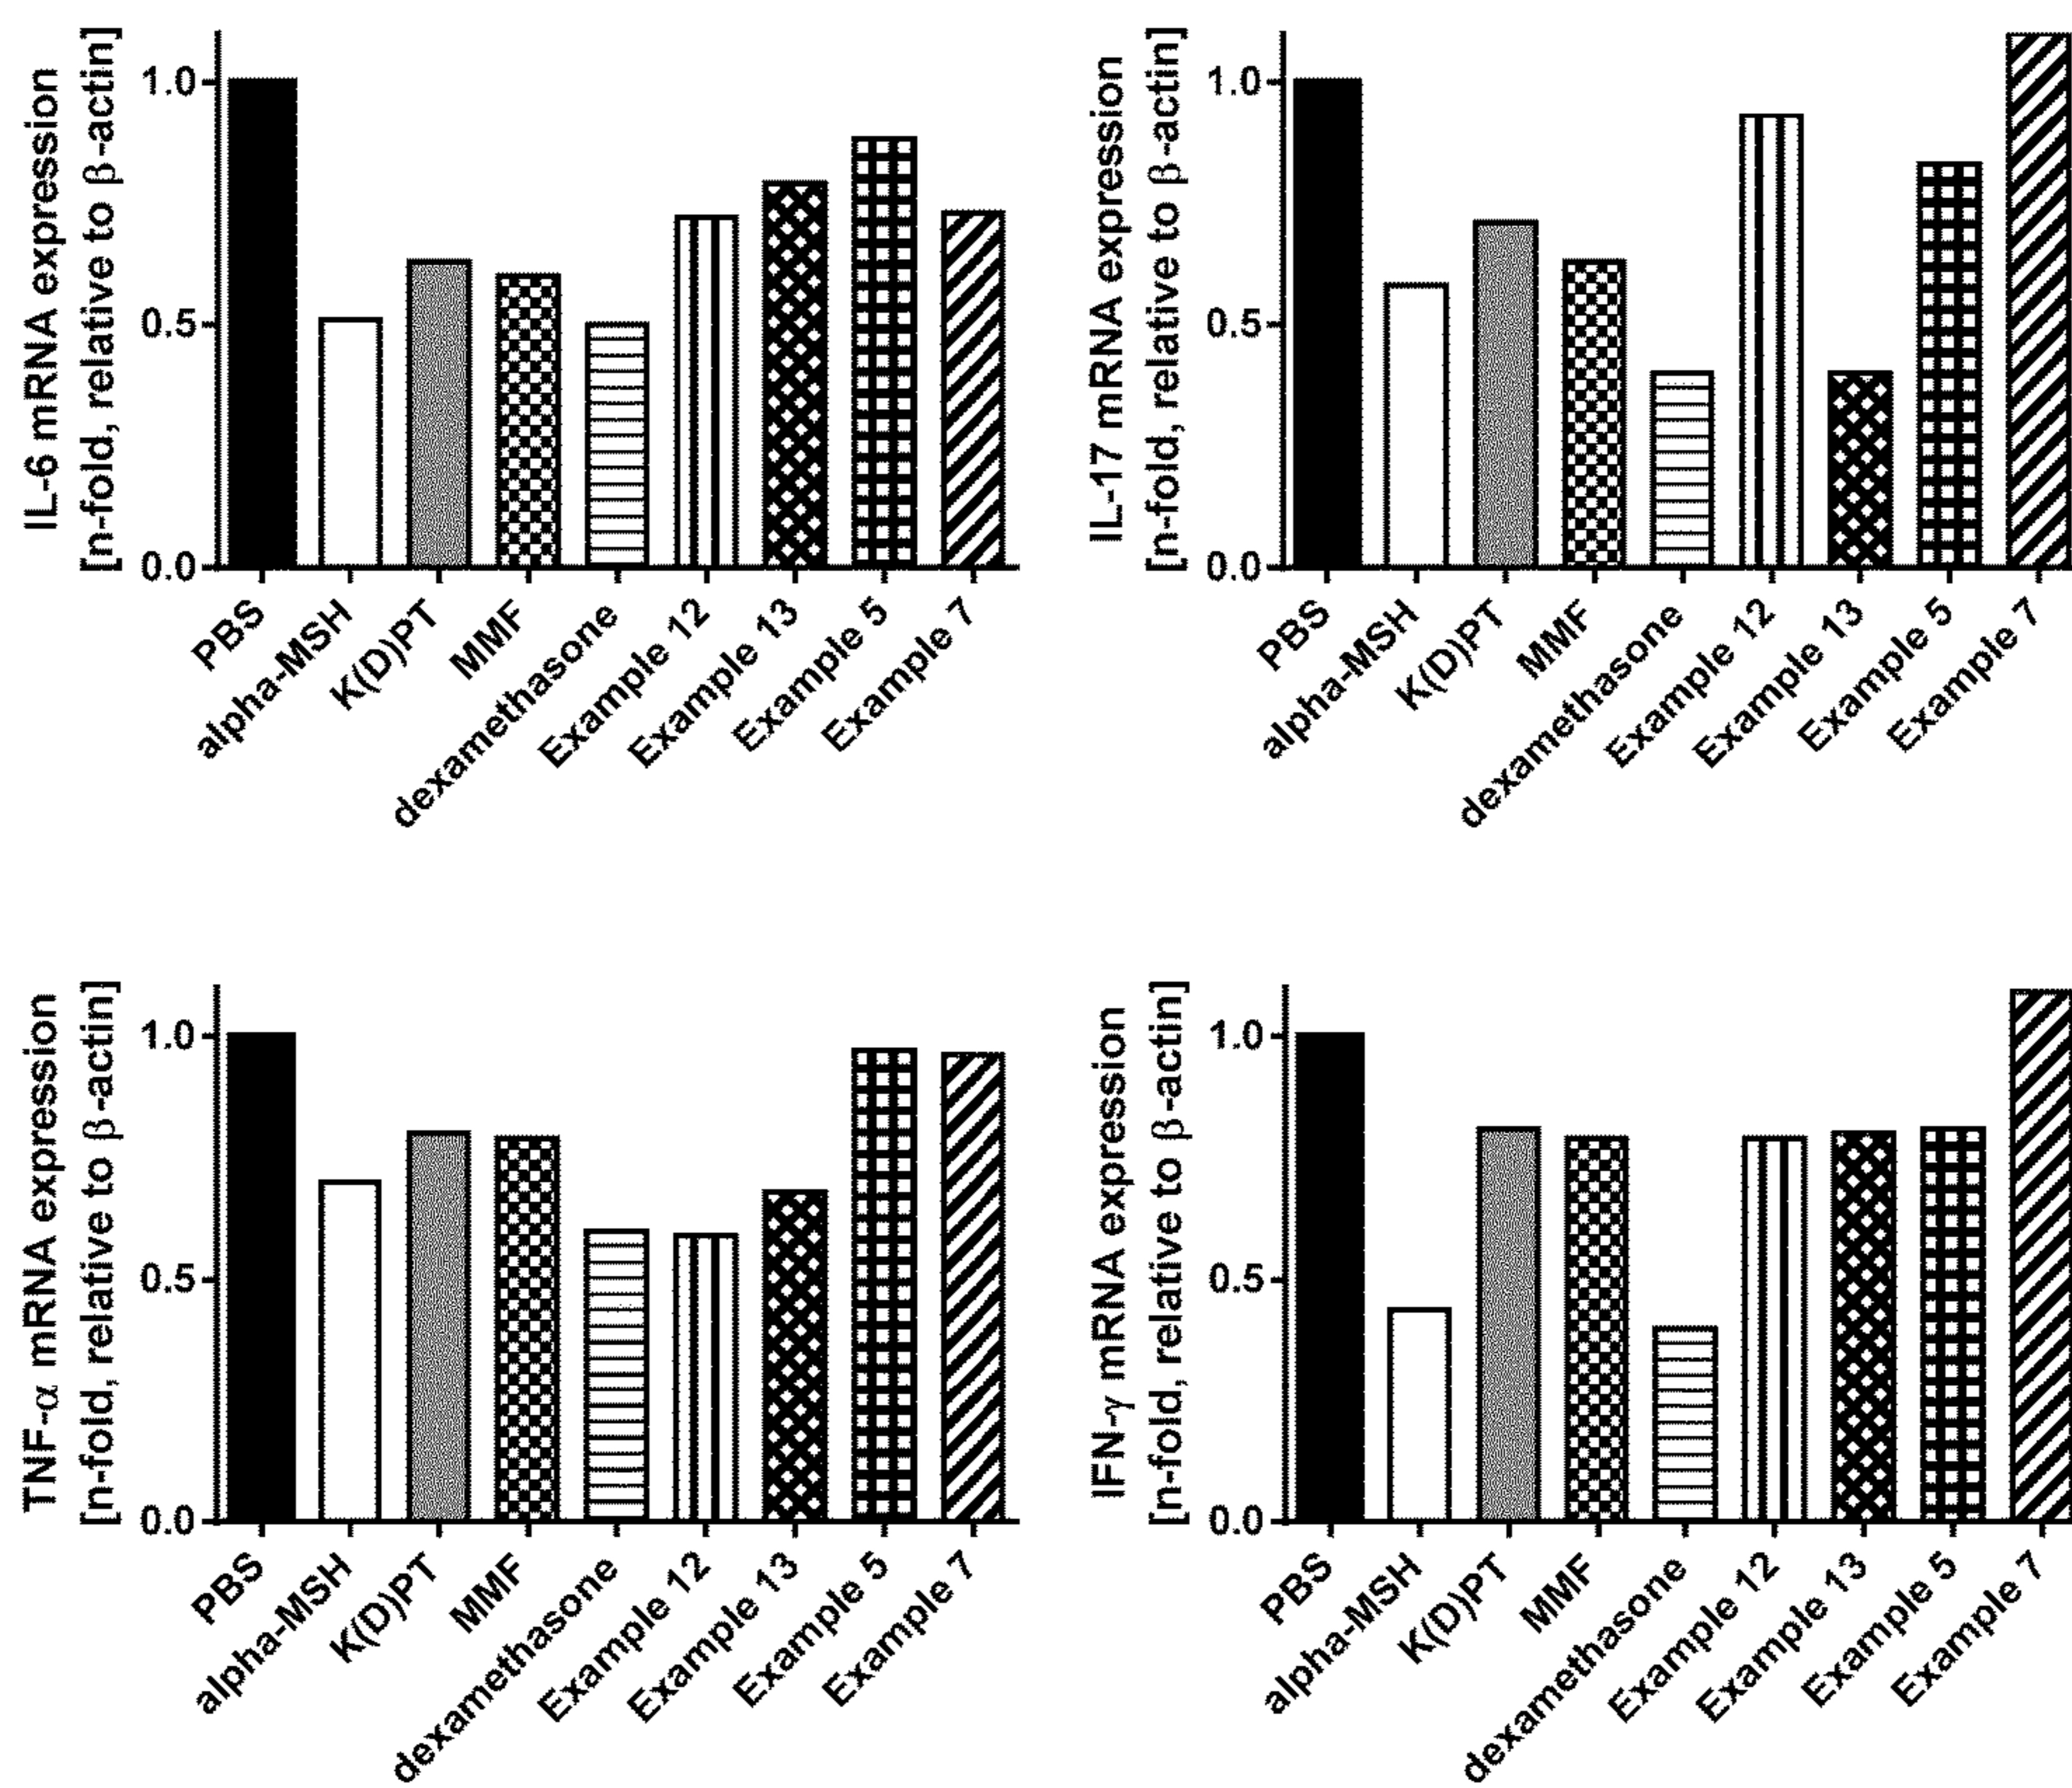 IL-6 mRNA expression
[n-fold, relative to β-actin]
1.0
0.5
0.0
PBS
alpha-MSH
K(D)PT
MMF
dexamethasone
Example 12
Example 13
Example 5
Example 7
IL-17 mRNA expression
[n-fold, relative to β-actin]
1.0
0.5
0.0
PBS
alpha-MSH
K(D)PT
MMF
dexamethasone
Example 12
Example 13
Example 5
Example 7
TNF-α mRNA expression
[n-fold, relative to β-actin]
1.0
0.5
0.0
PBS
alpha-MSH
K(D)PT
MMF
dexamethasone
Example 12
Example 13
Example 5
Example 7
IFN-γ mRNA expression
[n-fold, relative to β-actin]
1.0
0.5
0.0
PBS
alpha-MSH
K(D)PT
MMF
dexamethasone
Example 12
Example 13
Example 5
Example 7